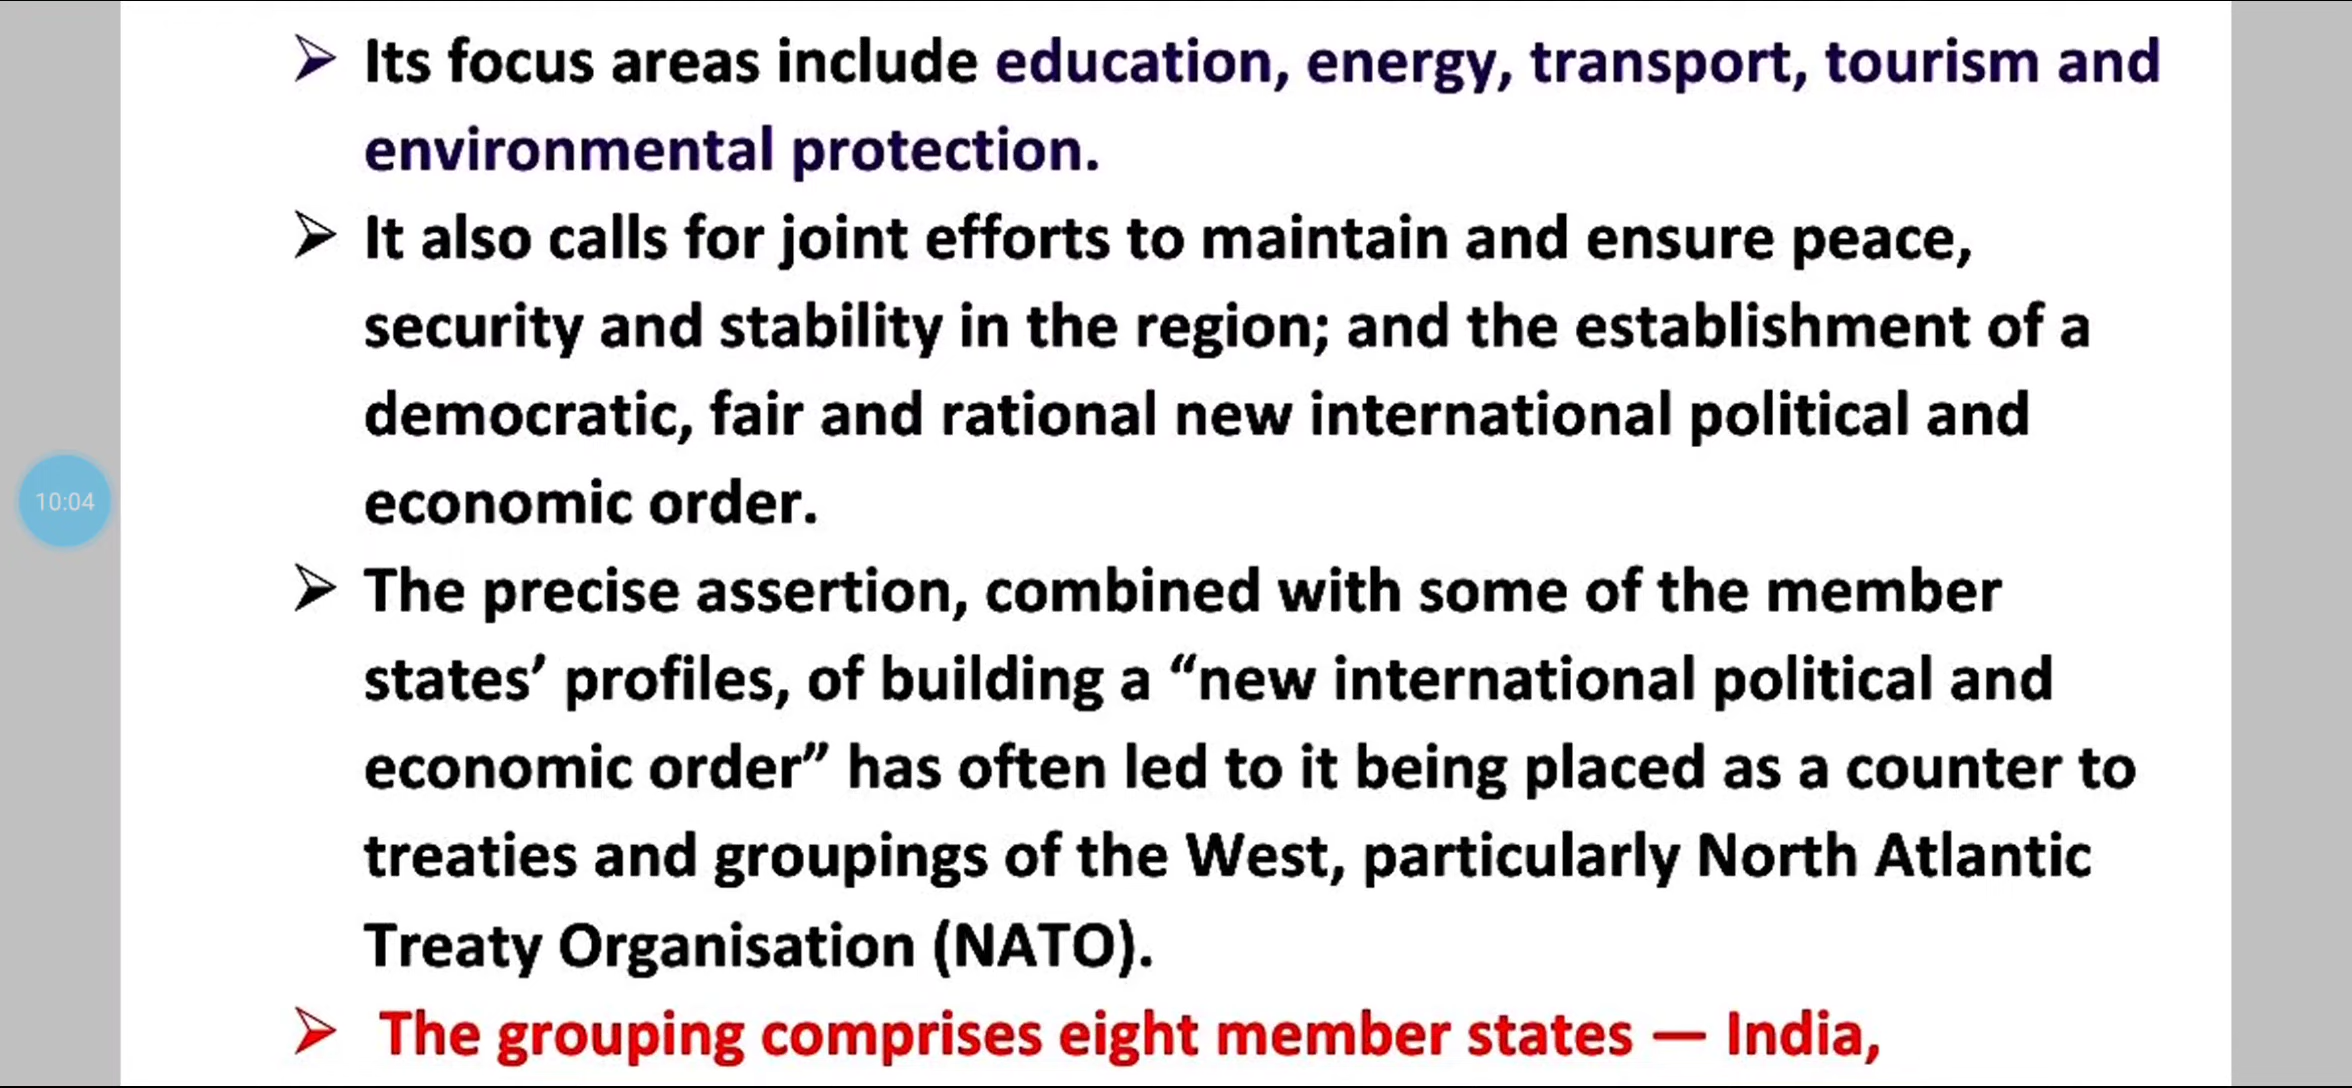 ➢ Its focus areas include education, energy, transport, tourism and
environmental protection.
➢ It also calls for joint efforts to maintain and ensure peace,
security and stability in the region; and the establishment of a
democratic, fair and rational new international political and
economic order.
10:04
➢ The precise assertion, combined with some of the member
states’ profiles, of building a “new international political and
economic order” has often led to it being placed as a counter to
treaties and groupings of the West, particularly North Atlantic
Treaty Organisation (NATO).
➢ The grouping comprises eight member states — India,